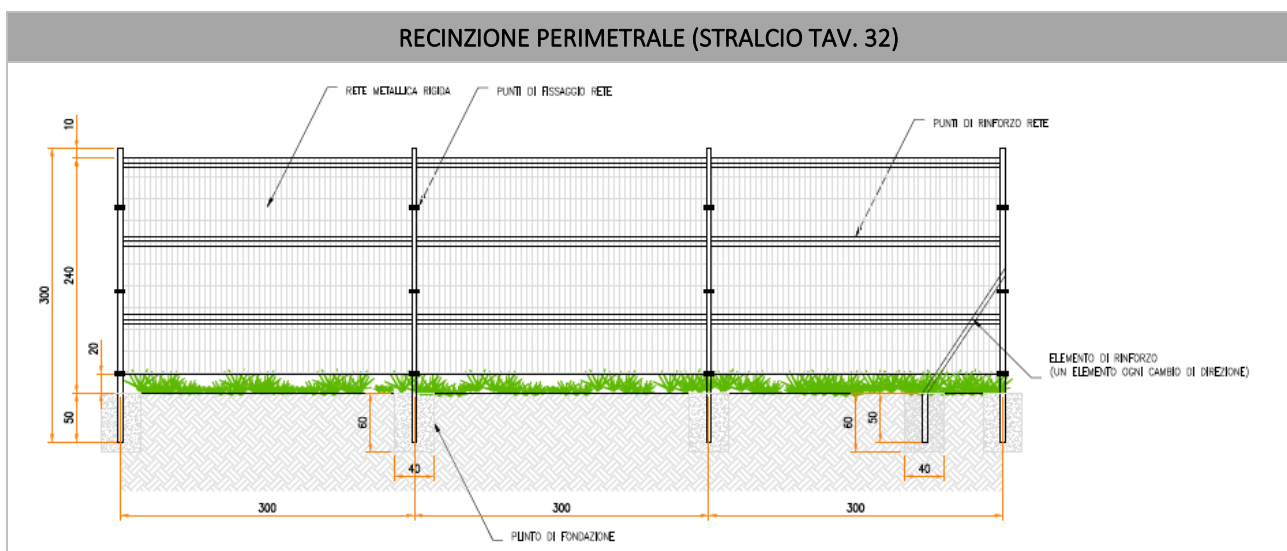 RECINZIONE PERIMETRALE (STRALCIO TAV. 32)
RETE METALLICA RIGIDA
PUNTI DI FISSAGGIO RETE
PUNTI DI RINFORZO RETE
10
300
240
20
50
ELEMENTO DI RINFORZO
(UN ELEMENTO OGNI CAMBIO DI DIREZIONE)
60
40
60
50
40
300
300
300
PUNTO DI FONDAZIONE